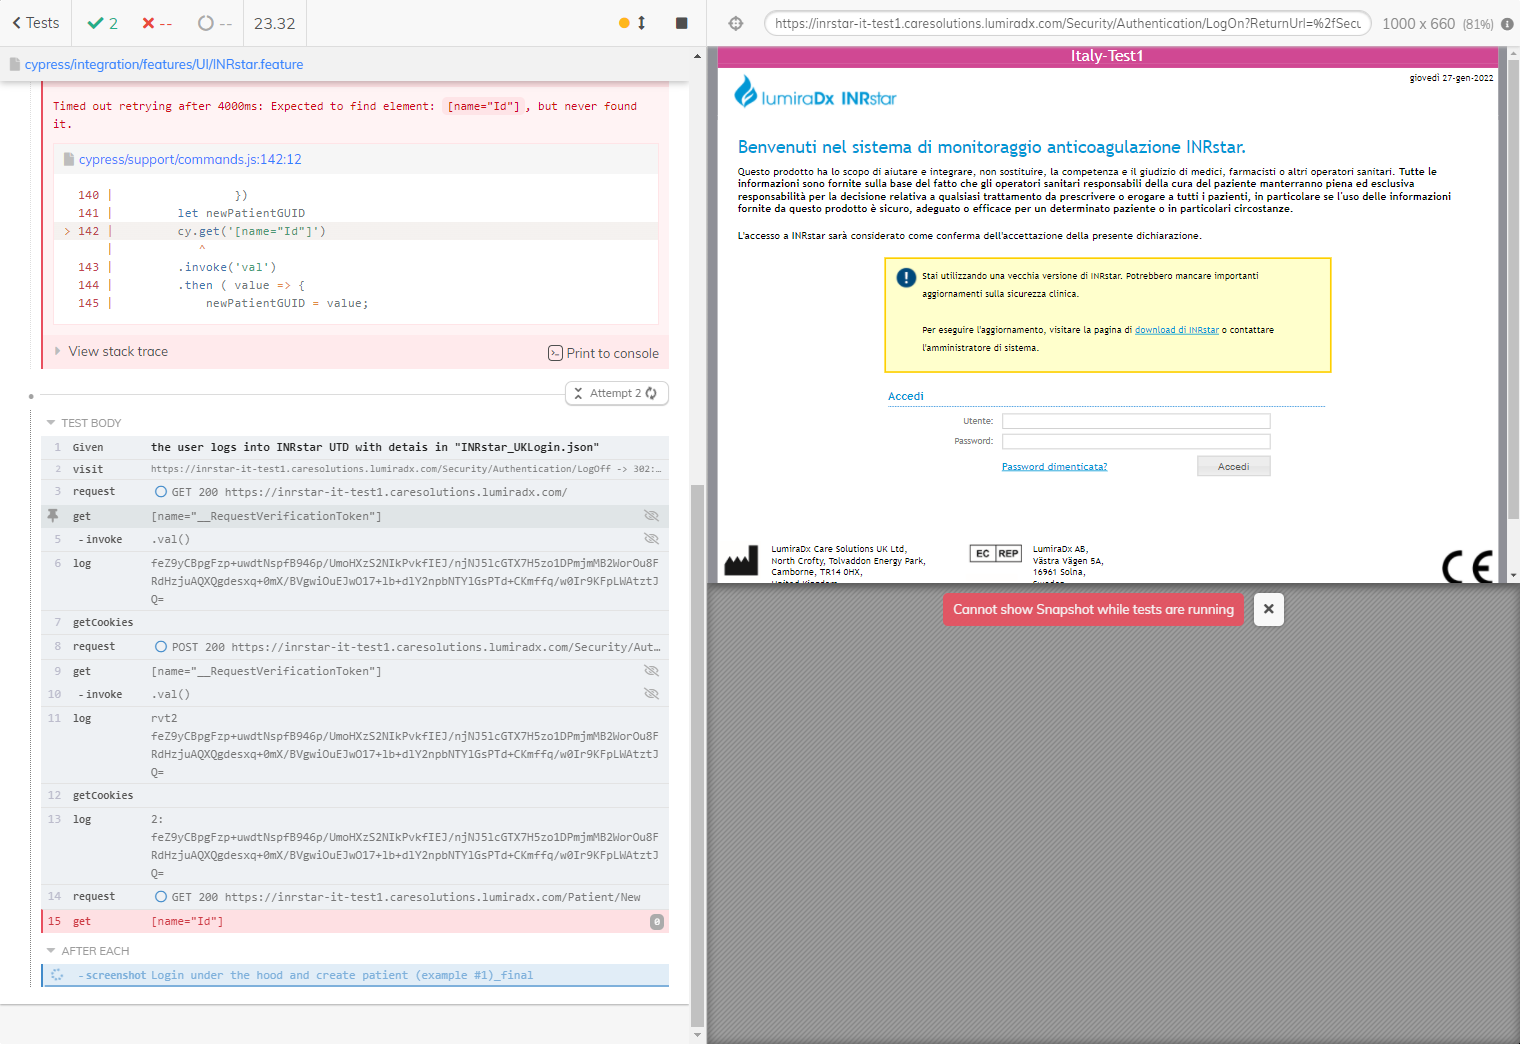 Tests
2
--
--
23.32
cypress/integration/features/UI/INRstar.feature
Timed out retrying after 4000ms: Expected to find element: [name="Id"], but never found
it.
cypress/support/commands.js:142:12
140 | })
141 | let newPatientGUID
> 142 | cy.get('[name="Id"]')
| ^
143 | .invoke('val')
144 | .then ( value => {
145 | newPatientGUID = value;
View stack trace
Print to console
Attempt 2
TEST BODY
1 Given the user logs into INRstar UTD with detais in "INRstar_UKLogin.json"
2 visit https://inrstar-it-test1.caresolutions.lumiradx.com/Security/Authentication/LogOff -> 302:...
3 request GET 200 https://inrstar-it-test1.caresolutions.lumiradx.com/
get [name="__RequestVerificationToken"]
5 -invoke .val()
6 log feZ9yCBpgFzp+uwdtNspfB946p/UmoHXzS2NIkPvkfIEJ/njNJ5lcGTX7H5zo1DPmjmMB2WorOu8F
RdHzjuAQXQgdesxq+0mX/BVgwiOuEJwO17+lb+dlY2npbNTYlGsPTd+CKmffq/w0Ir9KFpLWAtztJ
Q=
7 getCookies
8 request POST 200 https://inrstar-it-test1.caresolutions.lumiradx.com/Security/Aut...
9 get [name="__RequestVerificationToken"]
10 -invoke .val()
11 log rvt2
feZ9yCBpgFzp+uwdtNspfB946p/UmoHXzS2NIkPvkfIEJ/njNJ5lcGTX7H5zo1DPmjmMB2WorOu8F
RdHzjuAQXQgdesxq+0mX/BVgwiOuEJwO17+lb+dlY2npbNTYlGsPTd+CKmffq/w0Ir9KFpLWAtztJ
Q=
12 getCookies
13 log 2:
feZ9yCBpgFzp+uwdtNspfB946p/UmoHXzS2NIkPvkfIEJ/njNJ5lcGTX7H5zo1DPmjmMB2WorOu8F
RdHzjuAQXQgdesxq+0mX/BVgwiOuEJwO17+lb+dlY2npbNTYlGsPTd+CKmffq/w0Ir9KFpLWAtztJ
Q=
14 request GET 200 https://inrstar-it-test1.caresolutions.lumiradx.com/Patient/New
15 get [name="Id"] 0
AFTER EACH
-screenshot Login under the hood and create patient (example #1)_final
https://inrstar-it-test1.caresolutions.lumiradx.com/Security/Authentication/LogOn?ReturnUrl=%2fSecu
1000 x 660 (81%)
Italy-Test1
giovedì 27-gen-2022
lumiraDx INRstar
Benvenuti nel sistema di monitoraggio anticoagulazione INRstar.
Questo prodotto ha lo scopo di aiutare e integrare, non sostituire, la competenza e il giudizio di medici, farmacisti o altri operatori sanitari. Tutte le
informazioni sono fornite sulla base del fatto che gli operatori sanitari responsabili della cura del paziente manterranno piena ed esclusiva
responsabilità per la decisione relativa a qualsiasi trattamento da prescrivere o erogare a tutti i pazienti, in particolare se l'uso delle informazioni
fornite da questo prodotto è sicuro, adeguato o efficace per un determinato paziente o in particolari circostanze.
L'accesso a INRstar sarà considerato come conferma dell'accettazione della presente dichiarazione.
Stai utilizzando una vecchia versione di INRstar. Potrebbero mancare importanti
aggiornamenti sulla sicurezza clinica.
Per eseguire l'aggiornamento, visitare la pagina di download di INRstar o contattare
l'amministratore di sistema.
Accedi
Utente:
Password:
Password dimenticata?
Accedi
LumiraDx Care Solutions UK Ltd,
North Crofty, Tolvaddon Energy Park,
Camborne, TR14 0HX,
United Kingdom
EC REP
LumiraDx AB,
Västra Vägen 5A,
16961 Solna,
Sweden
CE
Cannot show Snapshot while tests are running